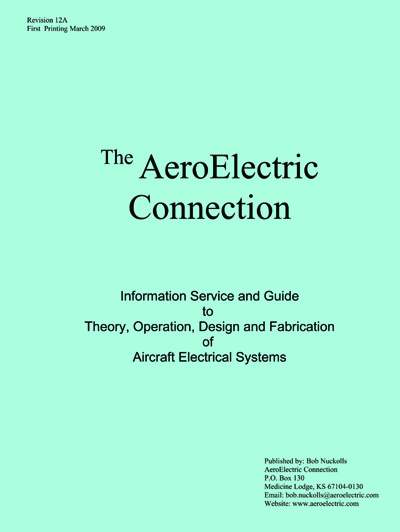 Revision 12A
First Printing March 2009
The AeroElectric
Connection
Information Service and Guide
to
Theory, Operation, Design and Fabrication
of
Aircraft Electrical Systems
Published by: Bob Nuckolls
AeroElectric Connection
P.O. Box 130
Medicine Lodge, KS 67104-0130
Email: bob.nuckolls@aeroelectric.com
Website: www.aeroelectric.com